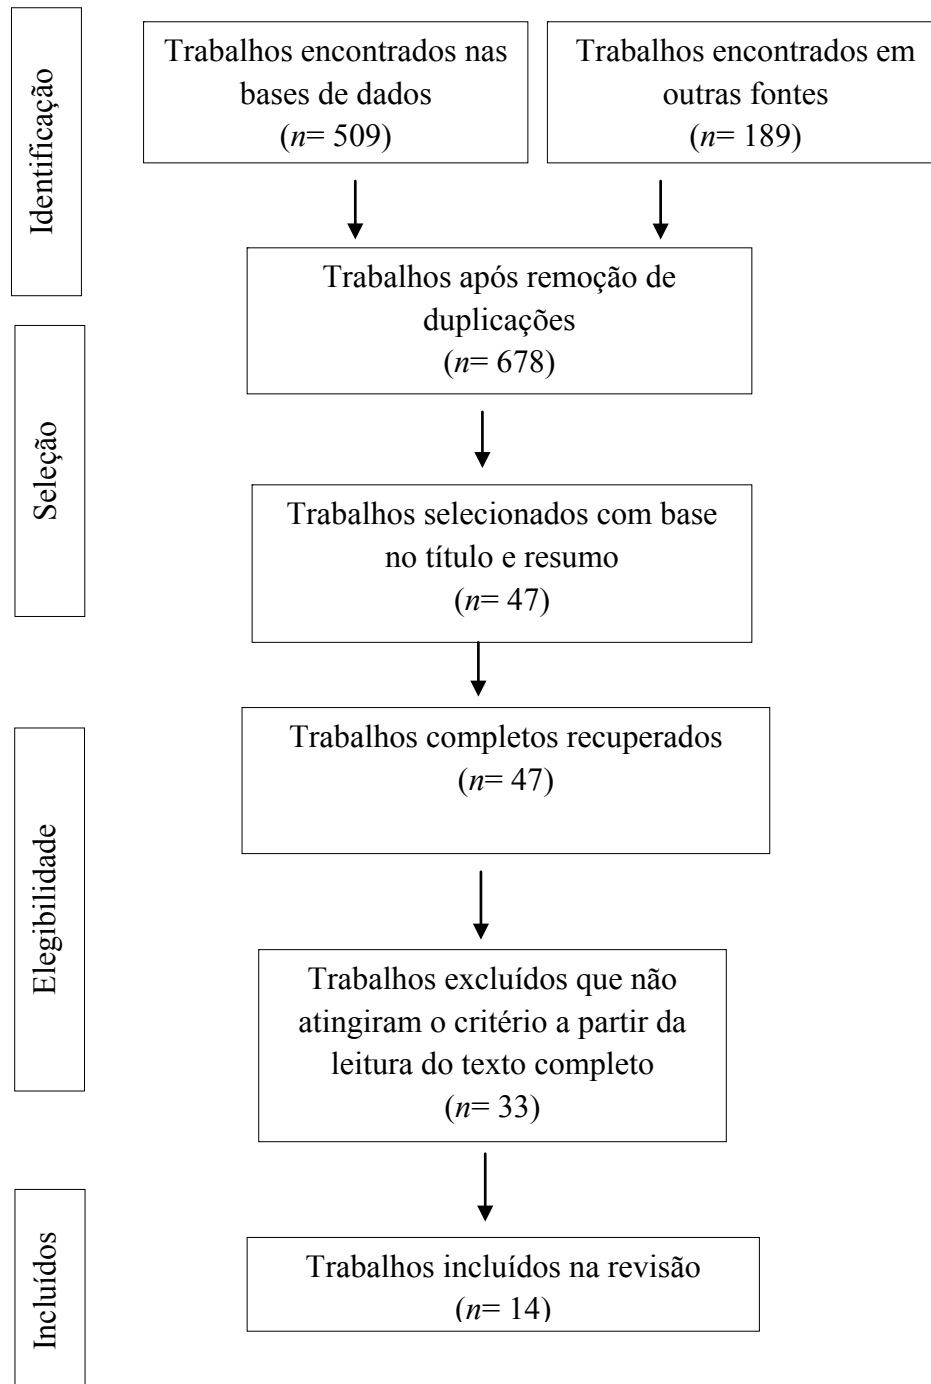 Identificação
Trabalhos encontrados nas
bases de dados
(n= 509)
Trabalhos encontrados em
outras fontes
(n= 189)
Trabalhos após remoção de
duplicações
(n= 678)
Seleção
Trabalhos selecionados com base
no título e resumo
(n= 47)
Elegibilidade
Trabalhos completos recuperados
(n= 47)
Trabalhos excluídos que não
atingiram o critério a partir da
leitura do texto completo
(n= 33)
Incluídos
Trabalhos incluídos na revisão
(n= 14)